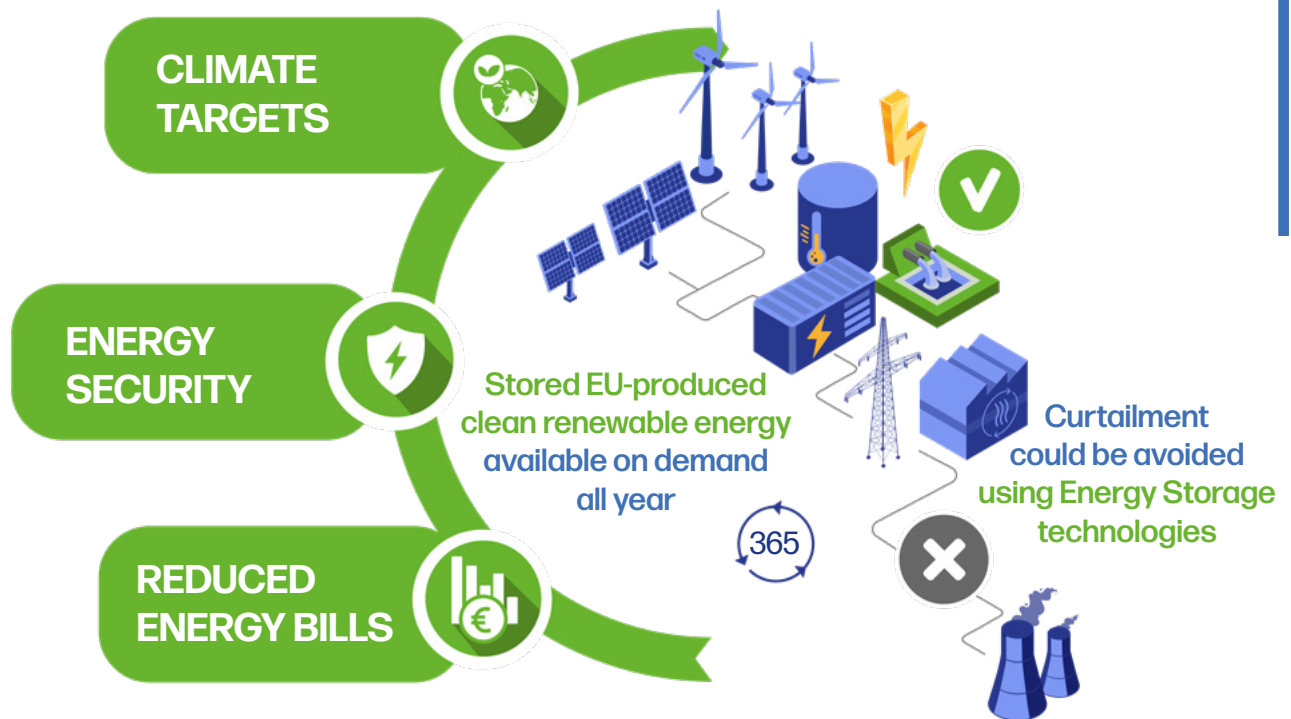 CLIMATE
TARGETS
ENERGY
SECURITY
REDUCED
ENERGY BILLS
€
Stored EU-produced
clean renewable energy
available on demand
all year
365
Curtailment
could be avoided
using Energy Storage
technologies